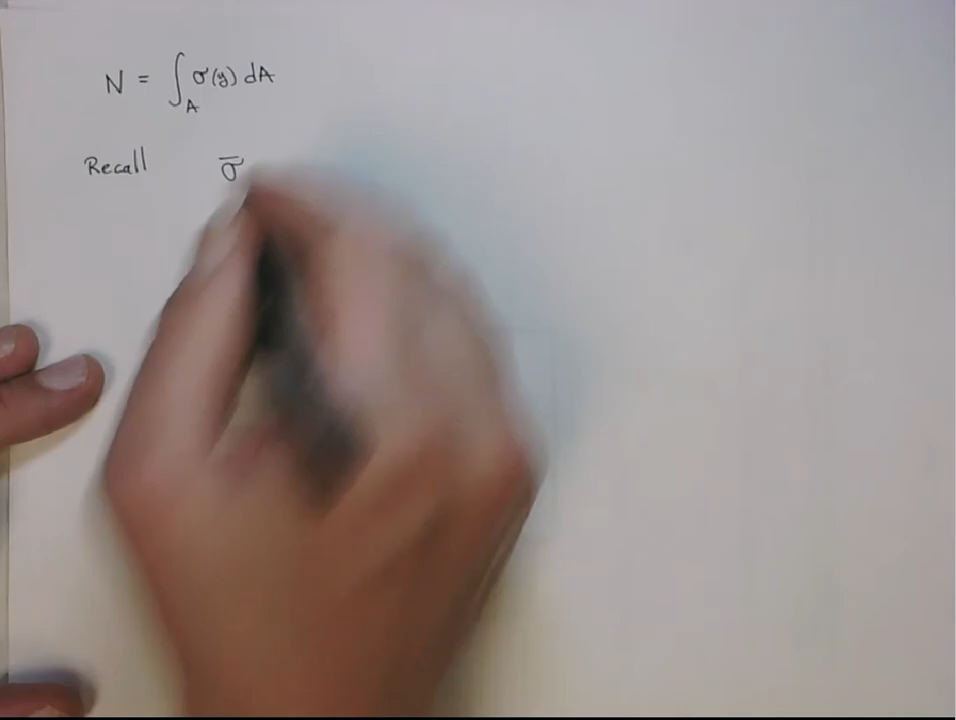 N = ∫_A σ(y) dA
Recall σ̅